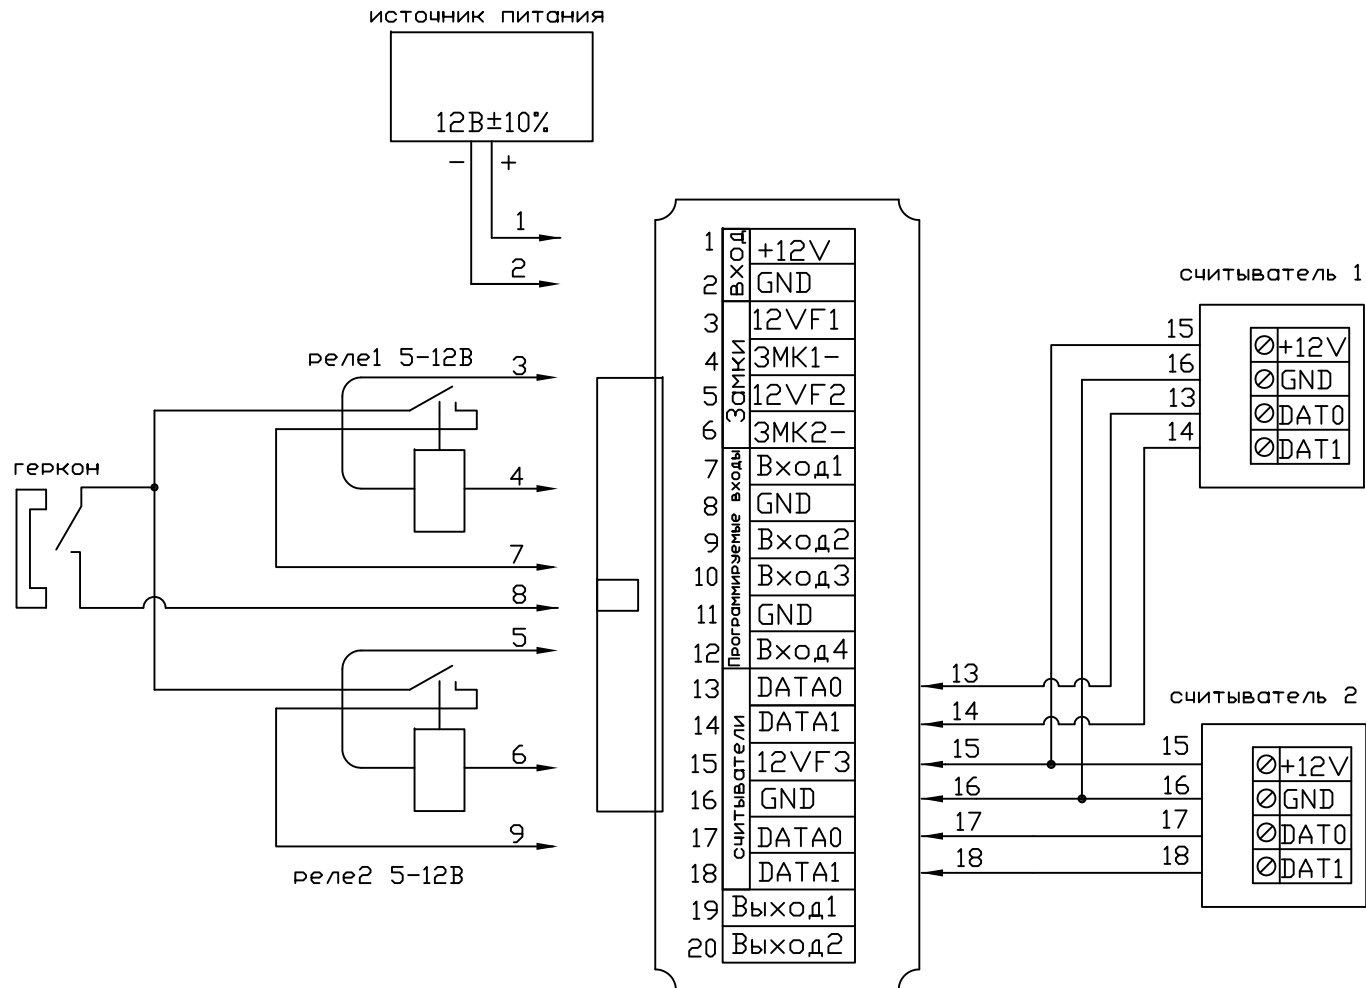 источник питания
12В±10%
− +
1
2
реле1 5-12В
3
4
геркон
7
8
5
6
9
реле2 5-12В
вход
Замки
Программируемые входы
считыватели
1 +12V
2 GND
3 12VF1
4 ЗМК1-
5 12VF2
6 ЗМК2-
7 Вход1
8 GND
9 Вход2
10 Вход3
11 GND
12 Вход4
13 DATA0
14 DATA1
15 12VF3
16 GND
17 DATA0
18 DATA1
19 Выход1
20 Выход2
считыватель 1
15 +12V
16 GND
13 DAT0
14 DAT1
13
14
15
16
17
18
считыватель 2
15 +12V
16 GND
17 DAT0
18 DAT1